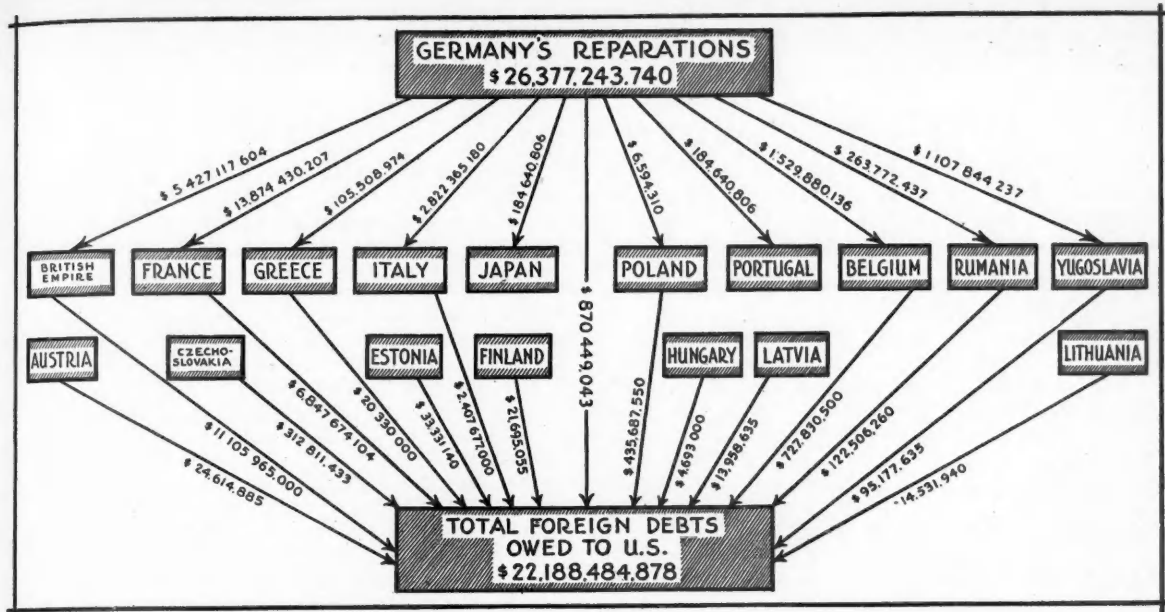 GERMANY'S REPARATIONS
$26,377,243,740
$5 427 117 604
$13,874 430,207
$105,508,974
$2,822 365 180
$184 640,806
$870,449,043
$6,594,310
$184,640,806
$1,529,880,136
$263,772,437
$1 107 844 237
BRITISH
EMPIRE
FRANCE
GREECE
ITALY
JAPAN
POLAND
PORTUGAL
BELGIUM
RUMANIA
YUGOSLAVIA
AUSTRIA
CZECHO-
SLOVAKIA
ESTONIA
FINLAND
HUNGARY
LATVIA
LITHUANIA
$24,614,885
$11 105 965,000
$312,811,433
$6,847 674 104
$20 330 000
$33,331 140
$2,407 677,000
$21,695,055
$435,687,550
$4,693 000
$13,958,635
$727,830,500
$122,506,260
$95,177,635
14,531,940
TOTAL FOREIGN DEBTS
OWED TO U.S.
$22,188,484,878